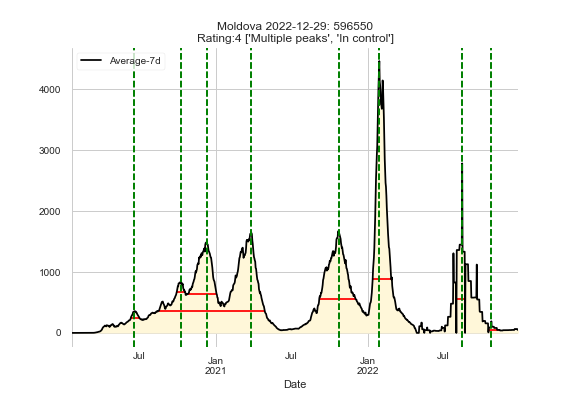 Moldova 2022-12-29: 596550
Rating:4 ['Multiple peaks', 'In control']
Average-7d
4000
3000
2000
1000
0
Jul
Jan
2021
Jul
Jan
2022
Jul
Date